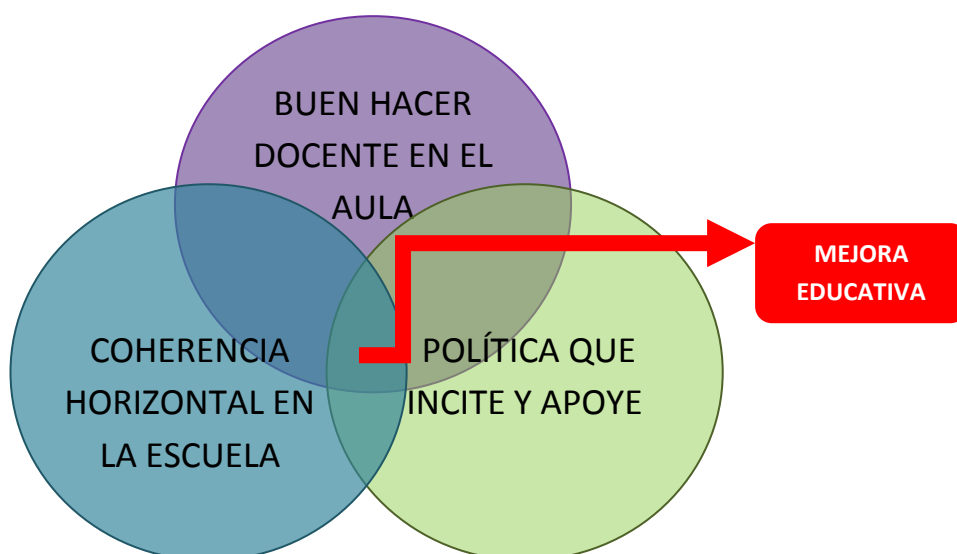 BUEN HACER
DOCENTE EN EL
AULA
MEJORA
EDUCATIVA
COHERENCIA
HORIZONTAL EN
LA ESCUELA
POLÍTICA QUE
INCITE Y APOYE